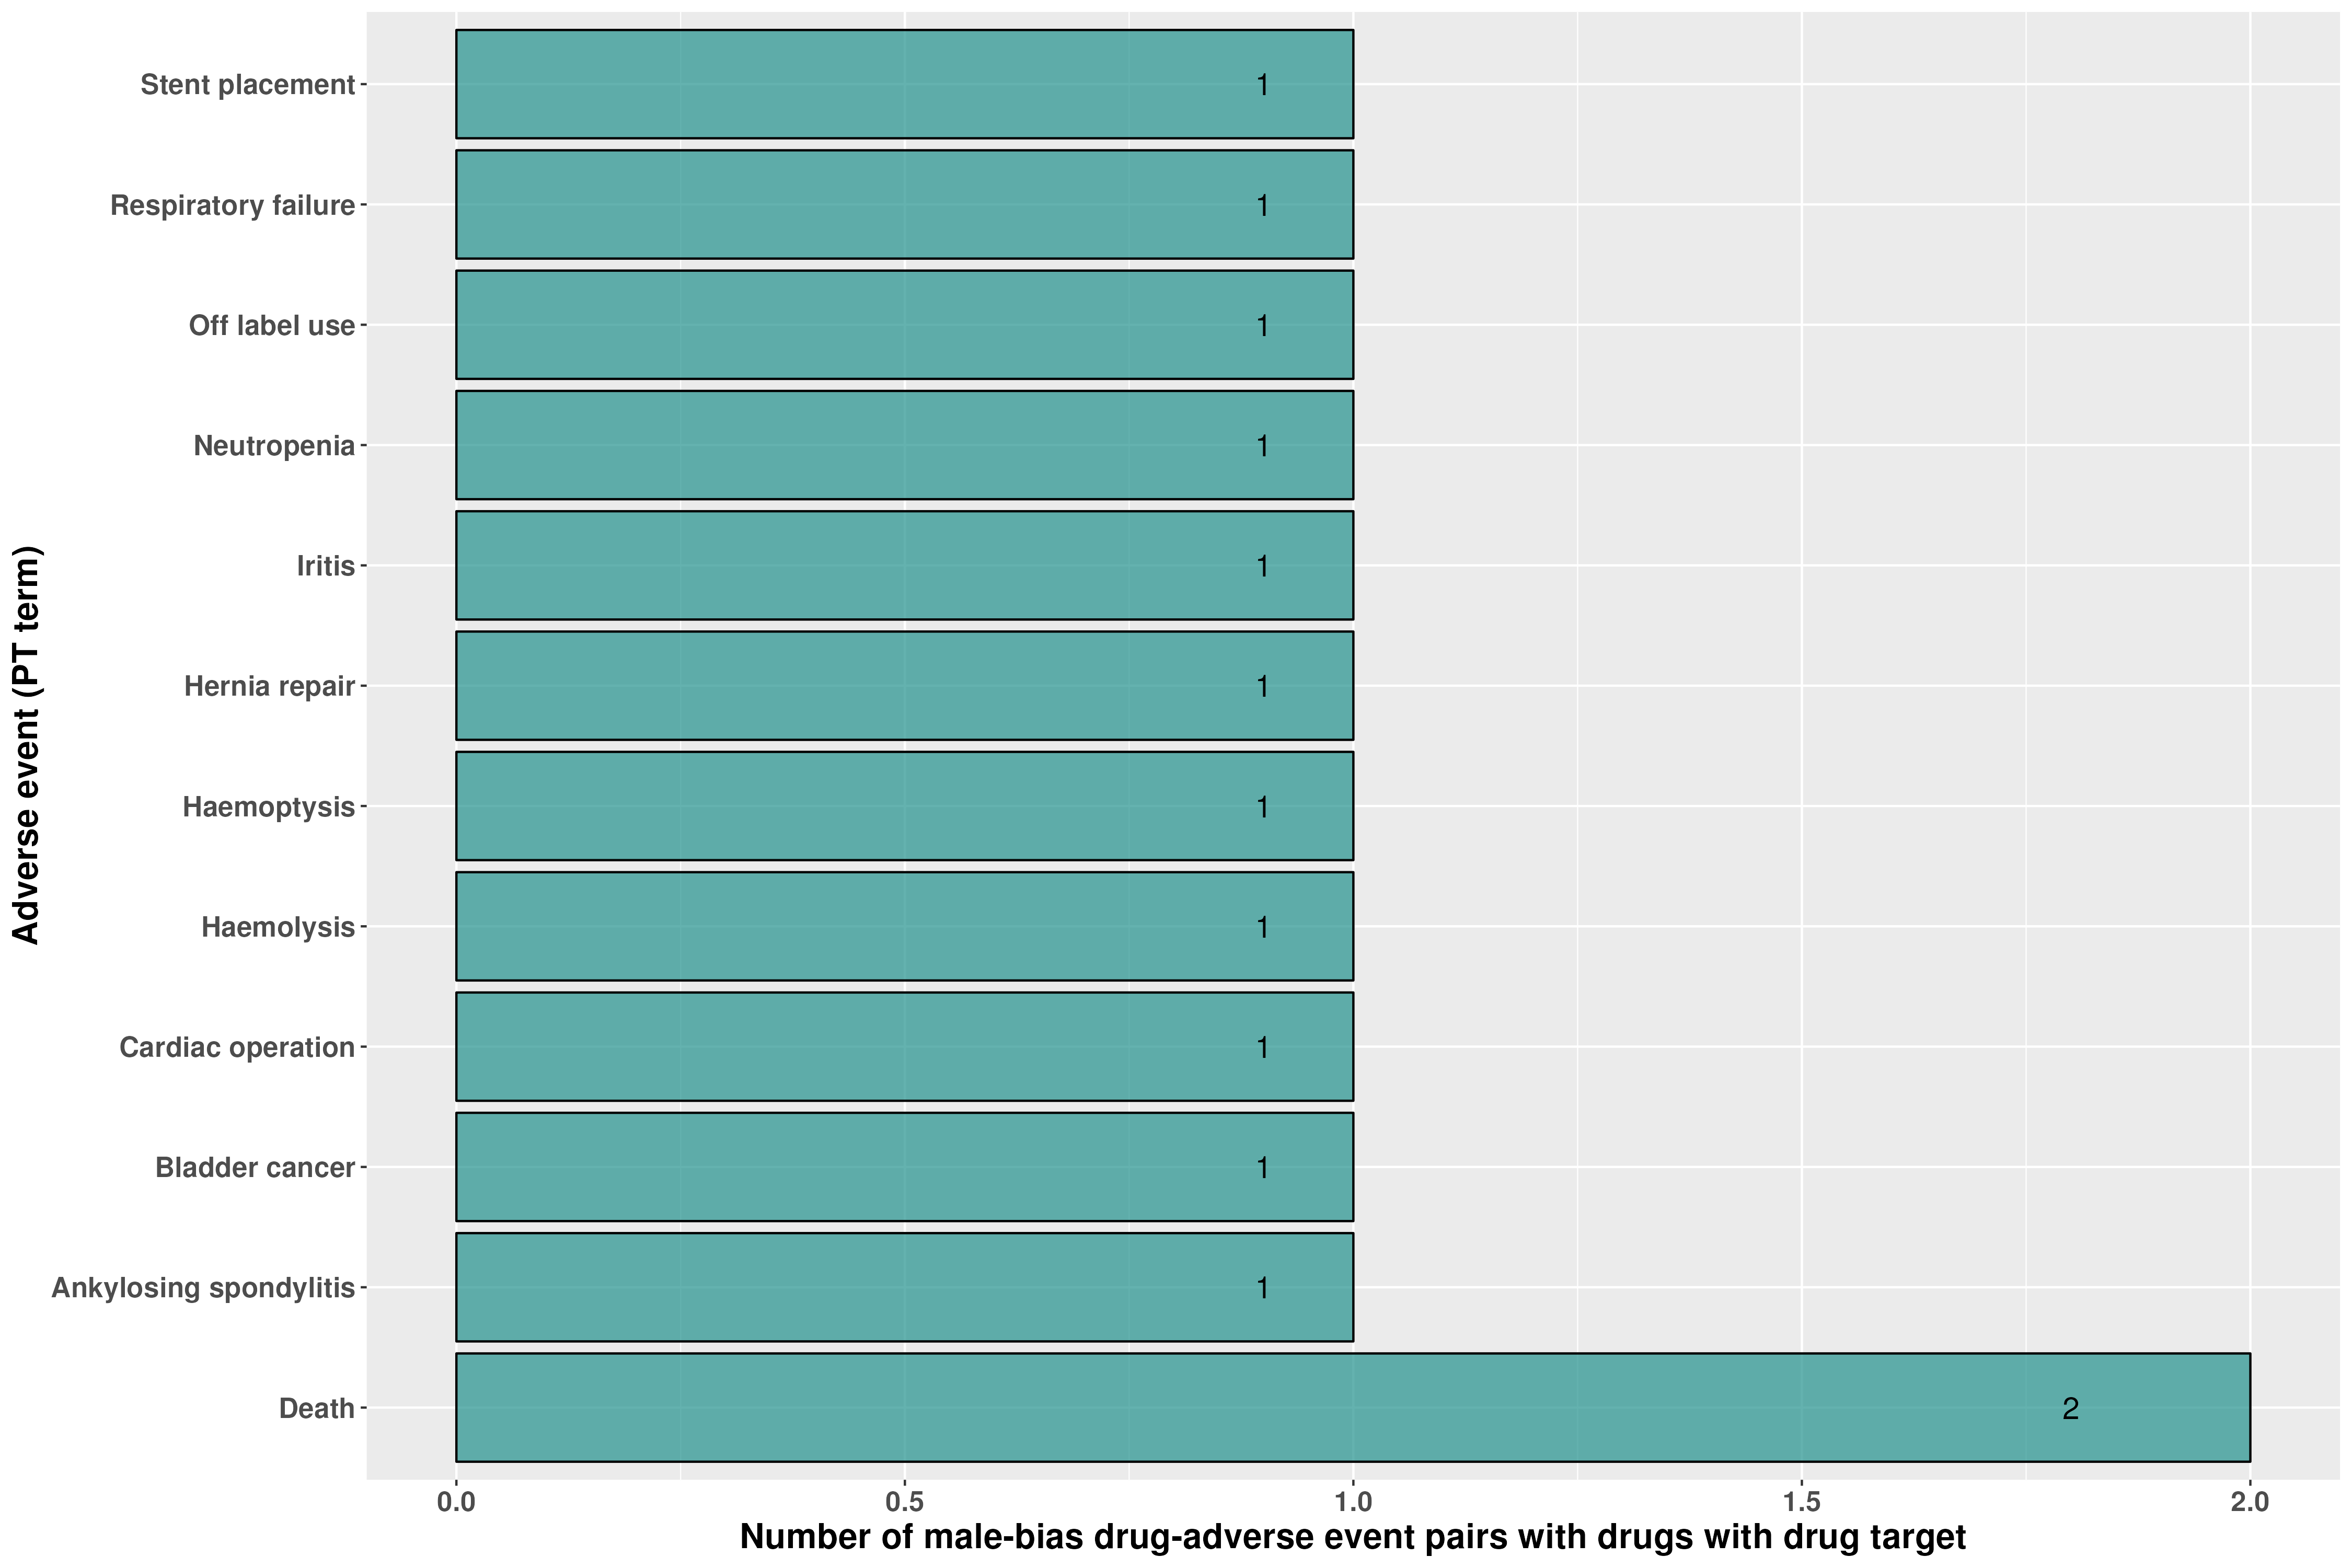 Stent placement 1
Respiratory failure 1
Off label use 1
Neutropenia 1
Iritis 1
Hernia repair 1
Haemoptysis 1
Haemolysis 1
Cardiac operation 1
Bladder cancer 1
Ankylosing spondylitis 1
Death 2
0.0 0.5 1.0 1.5 2.0
Number of male-bias drug-adverse event pairs with drugs with drug target
Adverse event (PT term)